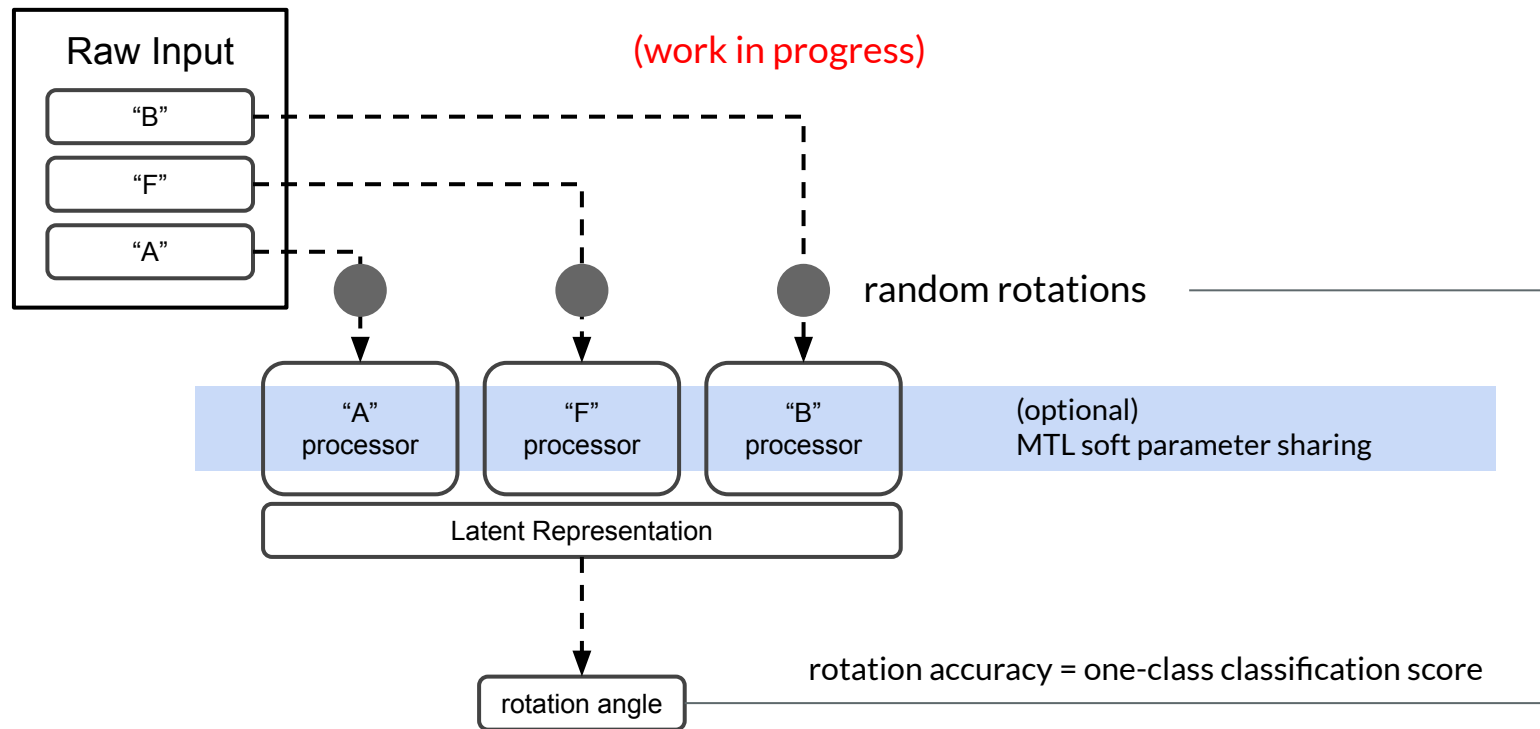 Raw Input
(work in progress)
“B”
“F”
“A”
random rotations
“A”
processor
“F”
processor
“B”
processor
(optional)
MTL soft parameter sharing
Latent Representation
rotation accuracy = one-class classification score
rotation angle